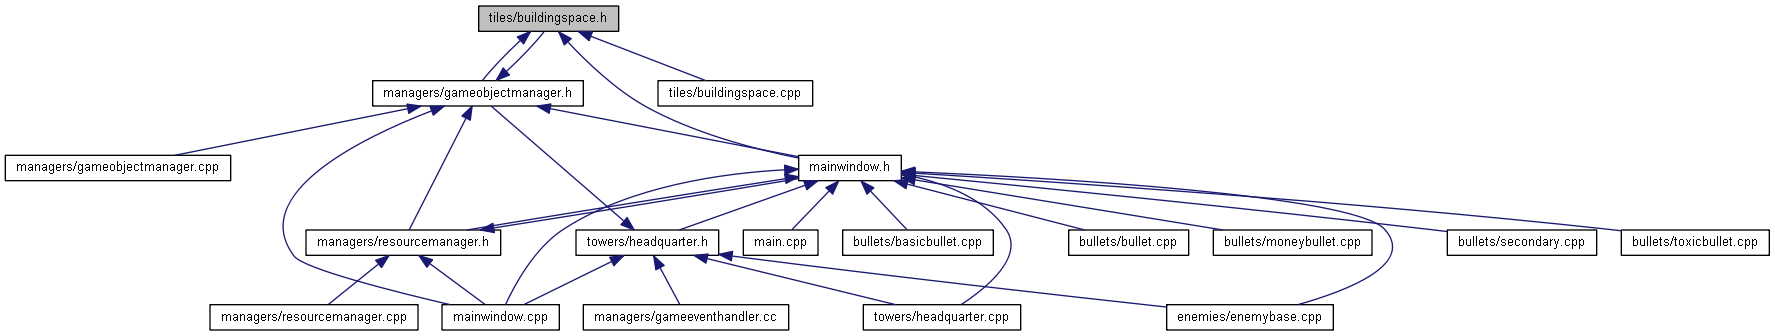 tiles/buildingspace.h
managers/gameobjectmanager.h
tiles/buildingspace.cpp
managers/gameobjectmanager.cpp
mainwindow.h
managers/resourcemanager.h
towers/headquarter.h
main.cpp
bullets/basicbullet.cpp
bullets/bullet.cpp
bullets/moneybullet.cpp
bullets/secondary.cpp
bullets/toxicbullet.cpp
managers/resourcemanager.cpp
mainwindow.cpp
managers/gameeventhandler.cc
towers/headquarter.cpp
enemies/enemybase.cpp